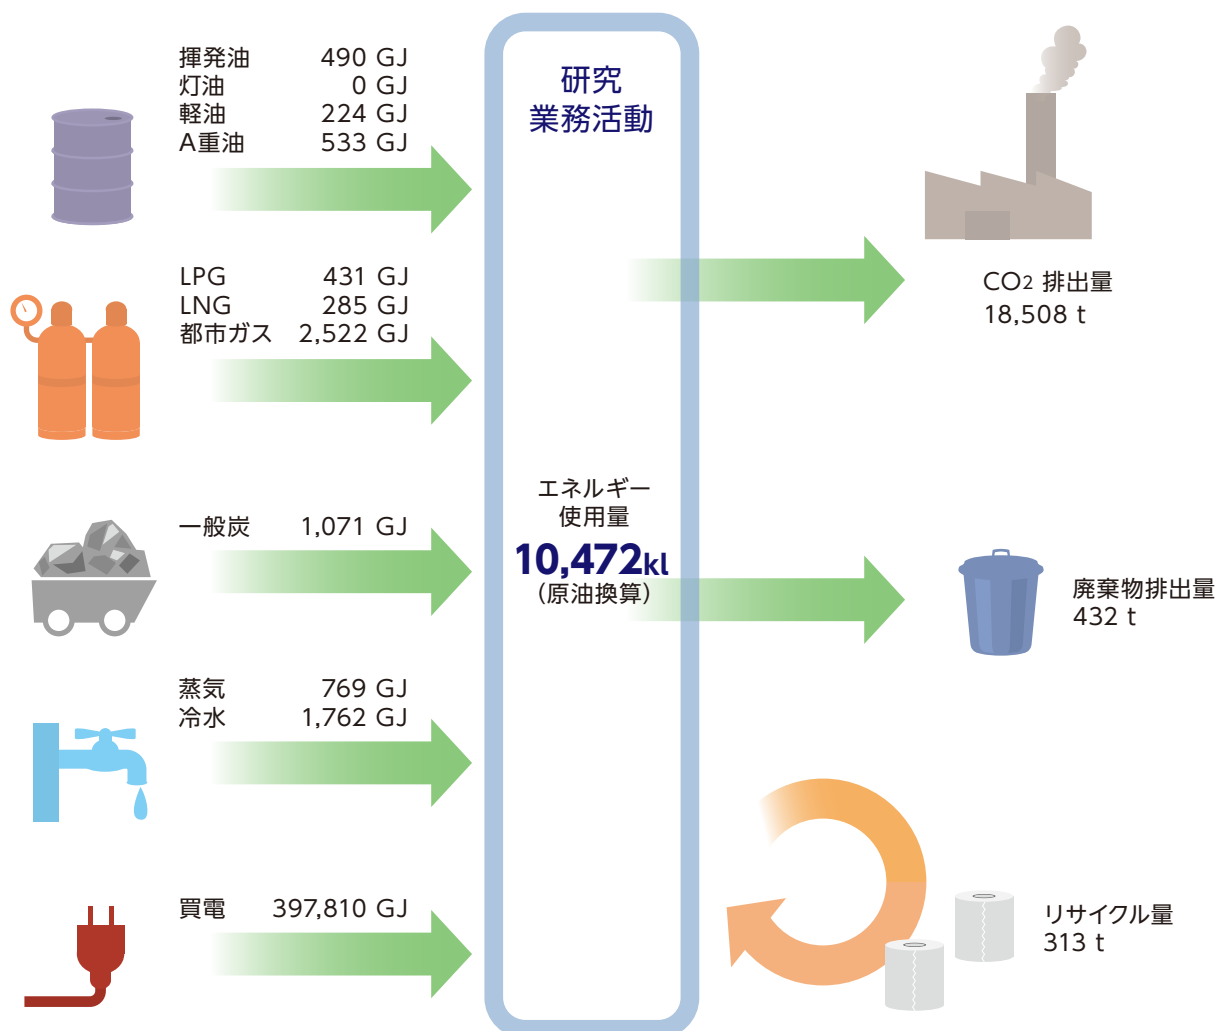 揮発油 490 GJ
灯油 0 GJ
軽油 224 GJ
A重油 533 GJ
LPG 431 GJ
LNG 285 GJ
都市ガス 2,522 GJ
一般炭 1,071 GJ
蒸気 769 GJ
冷水 1,762 GJ
買電 397,810 GJ
研究
業務活動
エネルギー
使用量
10,472kl
(原油換算)
CO2 排出量
18,508 t
廃棄物排出量
432 t
リサイクル量
313 t